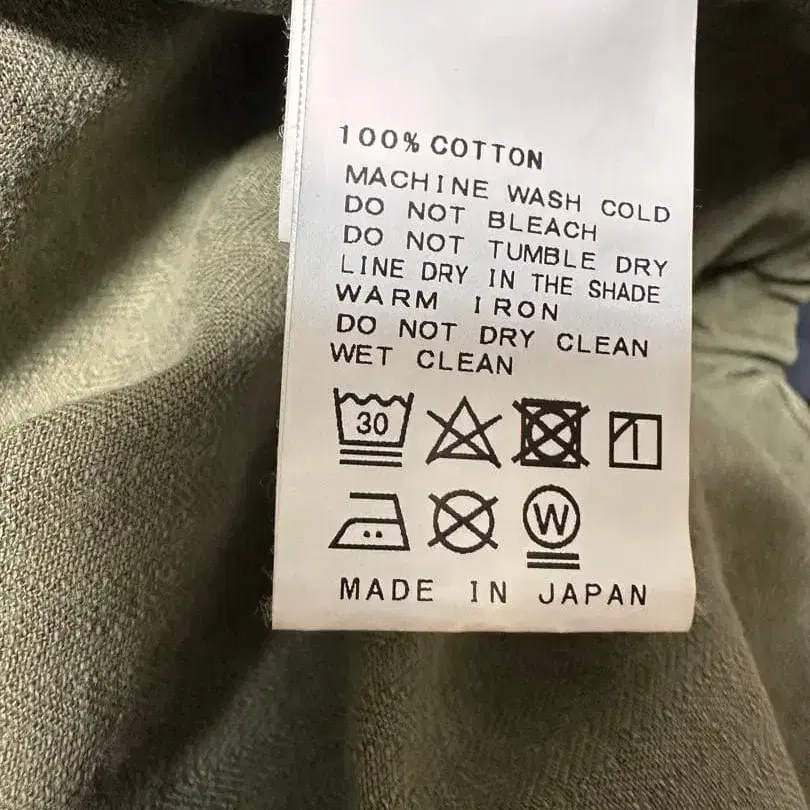 100% COTTON
MACHINE WASH COLD
DO NOT BLEACH
DO NOT TUMBLE DRY
LINE DRY IN THE SHADE
WARM IRON
DO NOT DRY CLEAN
WET CLEAN
30
W
MADE IN JAPAN